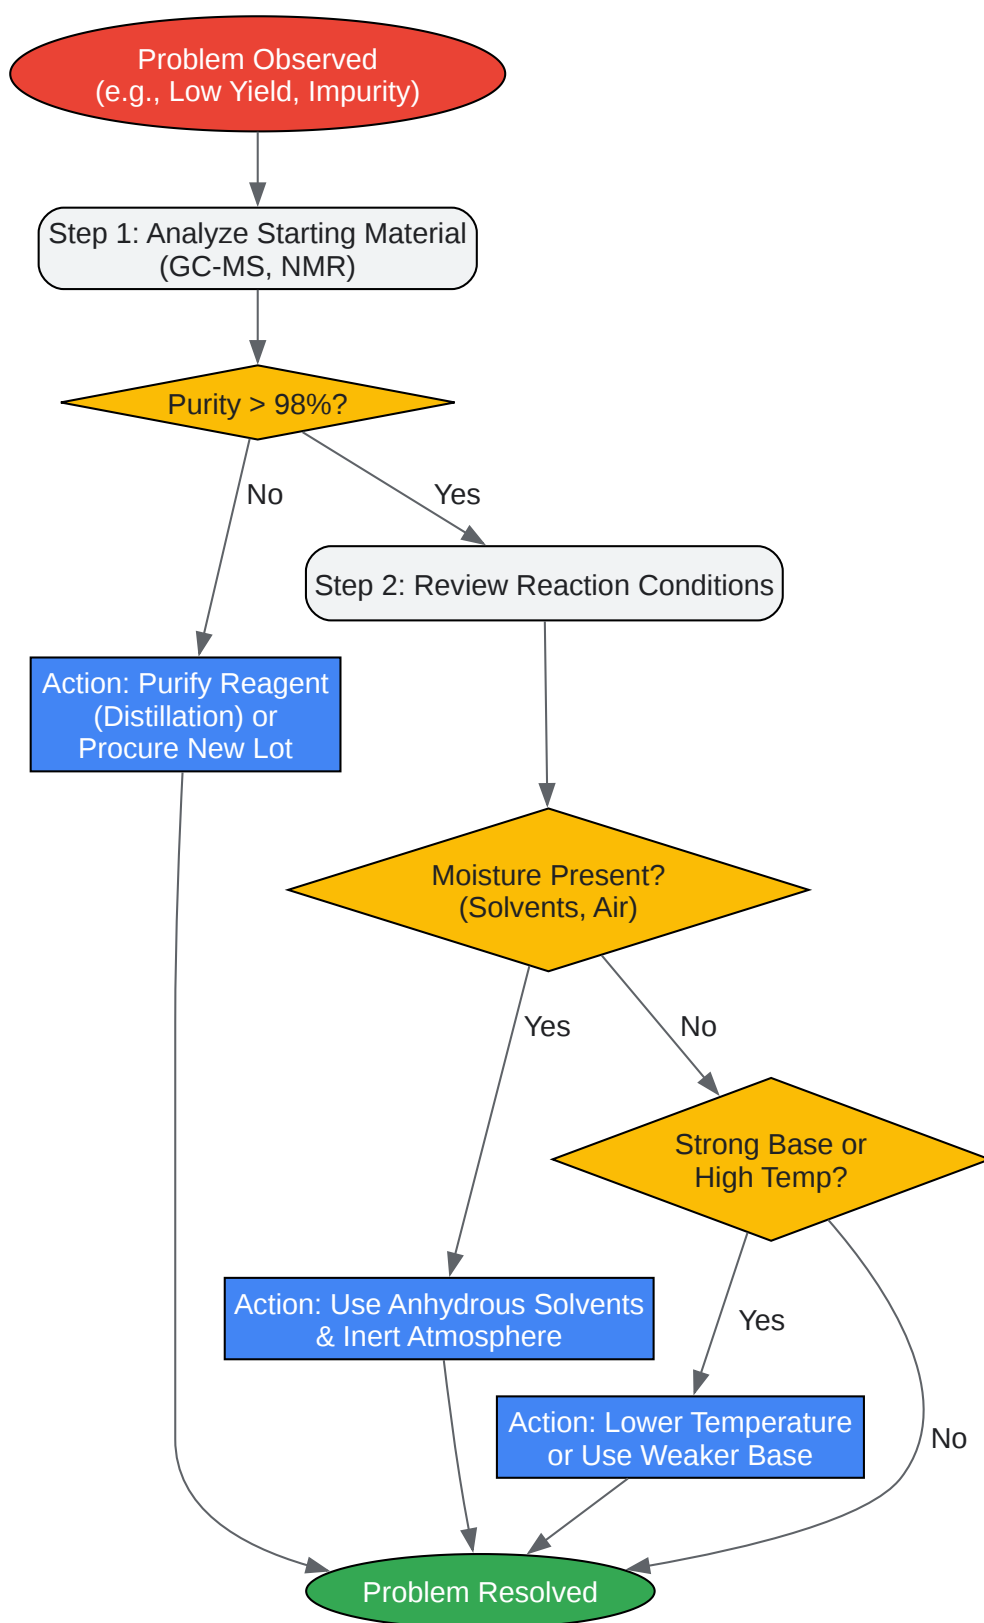 Problem Observed
(e.g., Low Yield, Impurity)
Step 1: Analyze Starting Material
(GC-MS, NMR)
Purity > 98%?
No
Yes
Step 2: Review Reaction Conditions
Action: Purify Reagent
(Distillation) or
Procure New Lot
Moisture Present?
(Solvents, Air)
Yes
No
Strong Base or
High Temp?
Action: Use Anhydrous Solvents
& Inert Atmosphere
Yes
Action: Lower Temperature
or Use Weaker Base
No
Problem Resolved